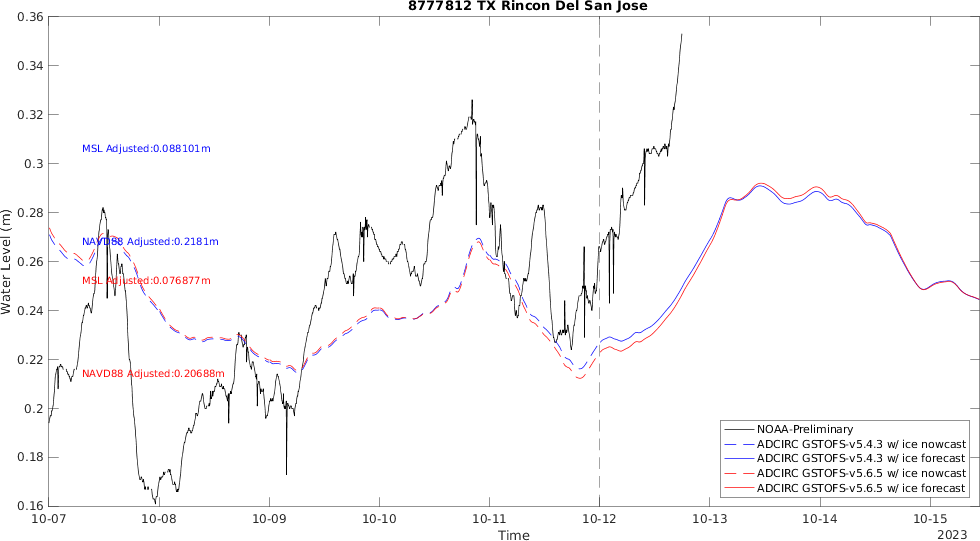 8777812 TX Rincon Del San Jose
0.36
0.34
0.32
0.3
0.28
0.26
0.24
0.22
0.2
0.18
0.16
Water Level (m)
MSL Adjusted:0.088101m
NAVD88 Adjusted:0.2181m
MSL Adjusted:0.076877m
NAVD88 Adjusted:0.20688m
NOAA-Preliminary
ADCIRC GSTOFS-v5.4.3 w/ ice nowcast
ADCIRC GSTOFS-v5.4.3 w/ ice forecast
ADCIRC GSTOFS-v5.6.5 w/ ice nowcast
ADCIRC GSTOFS-v5.6.5 w/ ice forecast
10-07 10-08 10-09 10-10 10-11 10-12 10-13 10-14 10-15
Time
2023